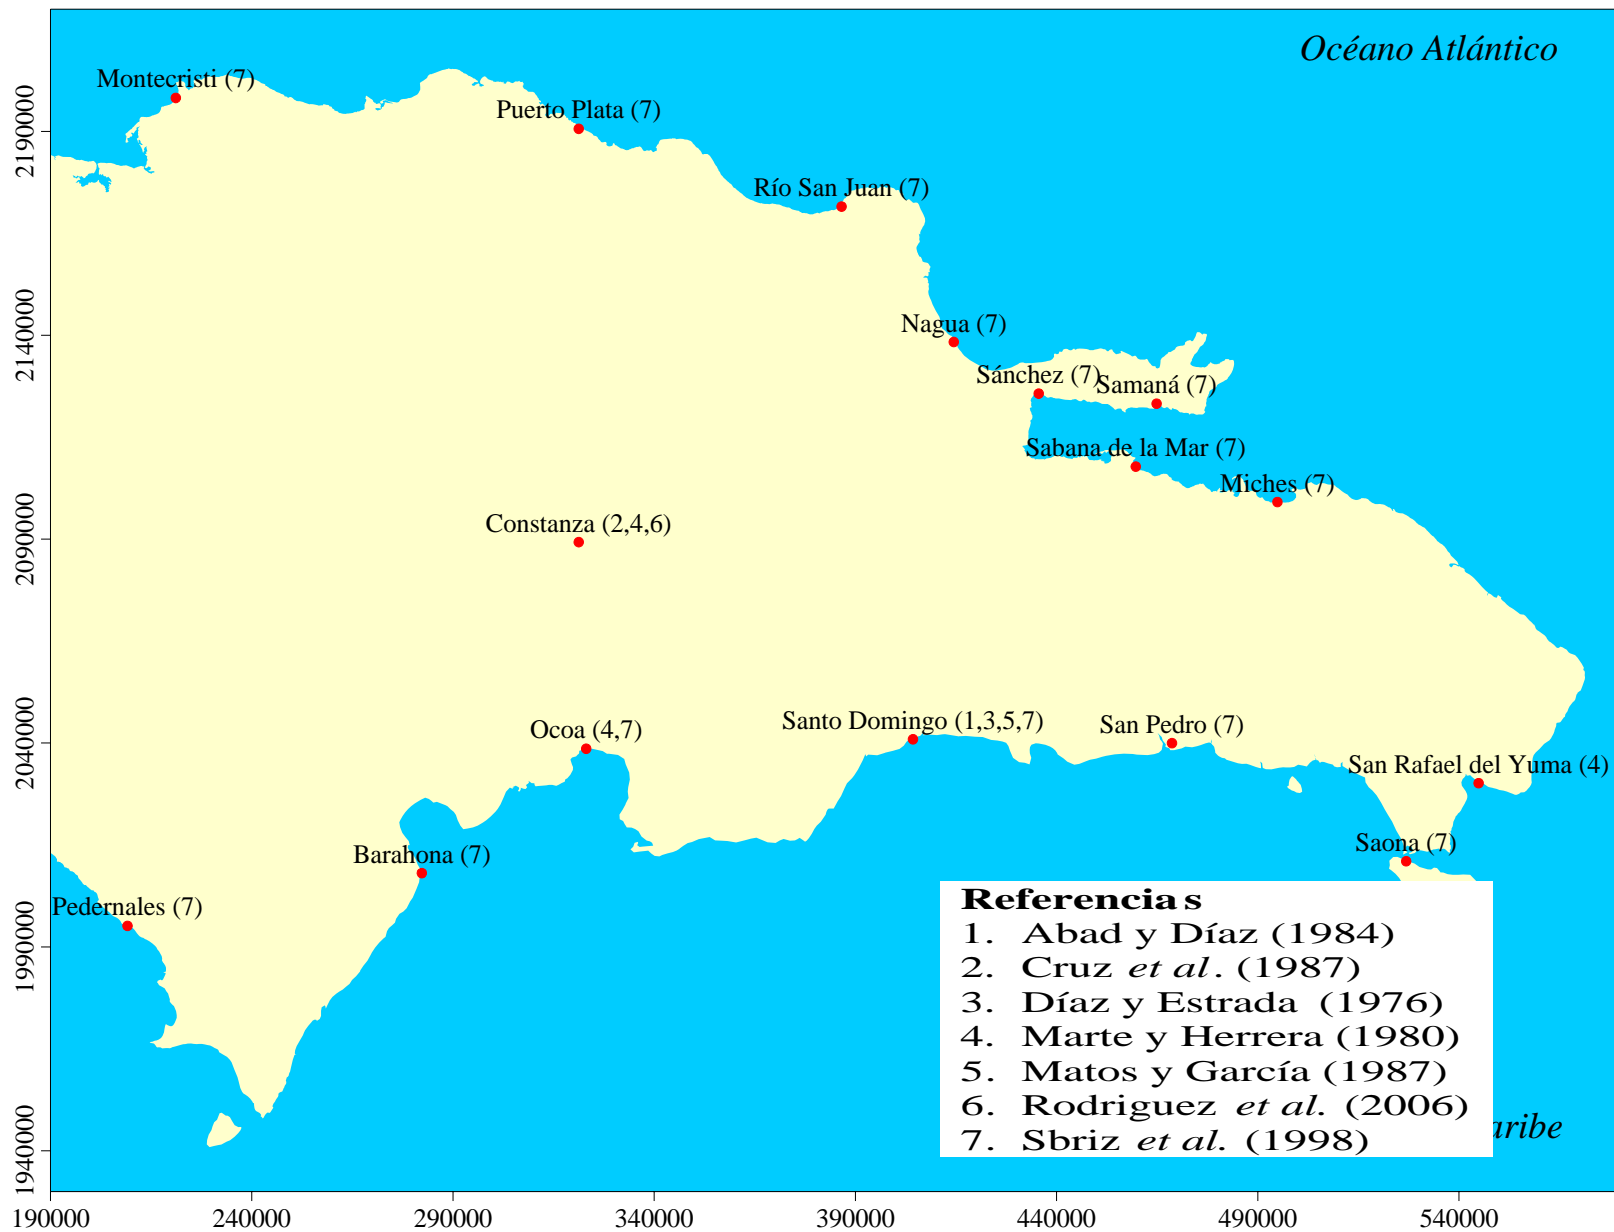 Océano Atlántico
Montecristi (7)
Puerto Plata (7)
Río San Juan (7)
Nagua (7)
Sánchez (7)
Samaná (7)
Sabana de la Mar (7)
Miches (7)
Constanza (2,4,6)
Ocoa (4,7)
Santo Domingo (1,3,5,7)
San Pedro (7)
San Rafael del Yuma (4)
Saona (7)
Barahona (7)
Pedernales (7)
Referencias
1. Abad y Díaz (1984)
2. Cruz et al. (1987)
3. Díaz y Estrada (1976)
4. Marte y Herrera (1980)
5. Matos y García (1987)
6. Rodriguez et al. (2006)
7. Sbriz et al. (1998)
aribe
2190000
2140000
2090000
2040000
1990000
1940000
190000 240000 290000 340000 390000 440000 490000 540000